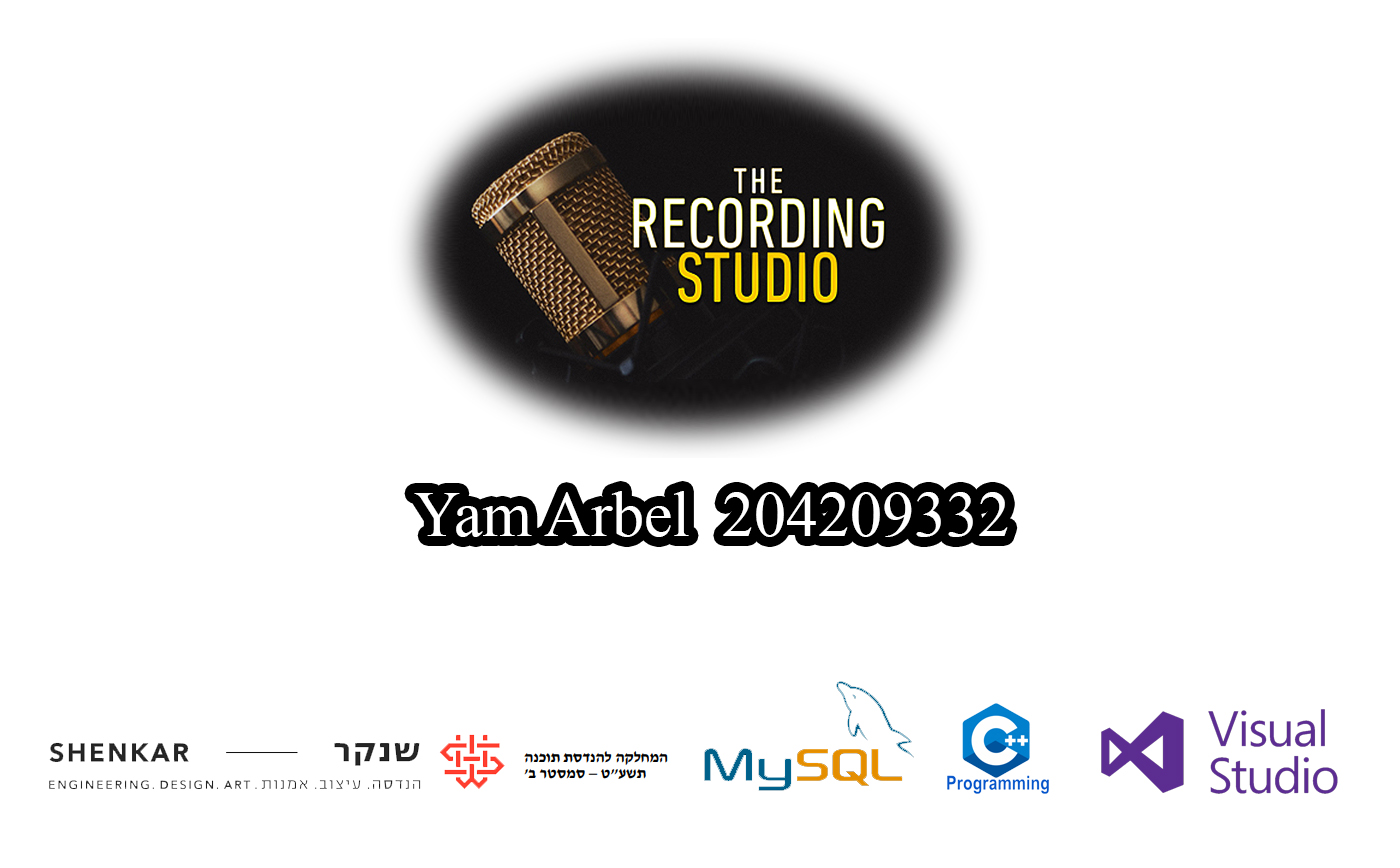 THE
RECORDING
STUDIO
Yam Arbel 204209332
SHENKAR שנקר
ENGINEERING. DESIGN. ART. הנדסה. עיצוב. אמנות
המחלקה להנדסת תוכנה
תשע"ט – סמסטר ב'
MySQL
C++
Programming
Visual
Studio